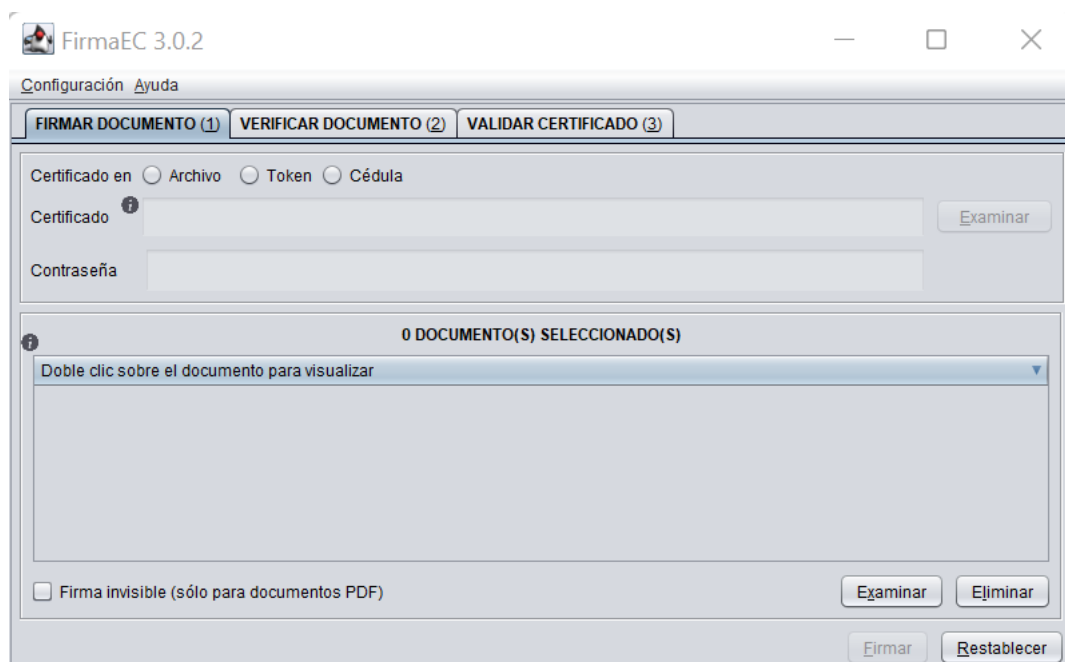 FirmaEC 3.0.2
Configuración Ayuda
FIRMAR DOCUMENTO (1) VERIFICAR DOCUMENTO (2) VALIDAR CERTIFICADO (3)
Certificado en Archivo Token Cédula
Certificado Examinar
Contraseña
0 DOCUMENTO(S) SELECCIONADO(S)
Doble clic sobre el documento para visualizar
Firma invisible (sólo para documentos PDF) Examinar Eliminar
Firmar Restablecer